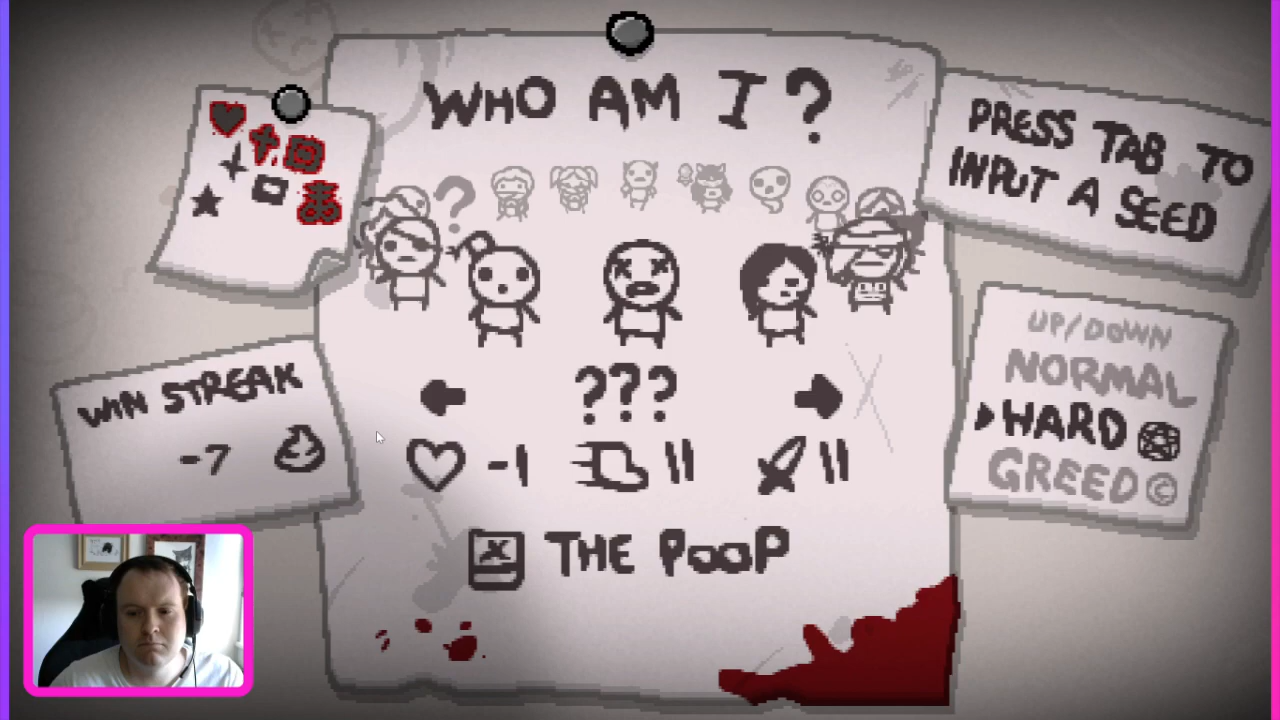 WHO AM I?
PRESS TAB TO
INPUT A SEED
WIN STREAK
-7
UP/DOWN
NORMAL
HARD
GREED ©
???
-1
THE POOP